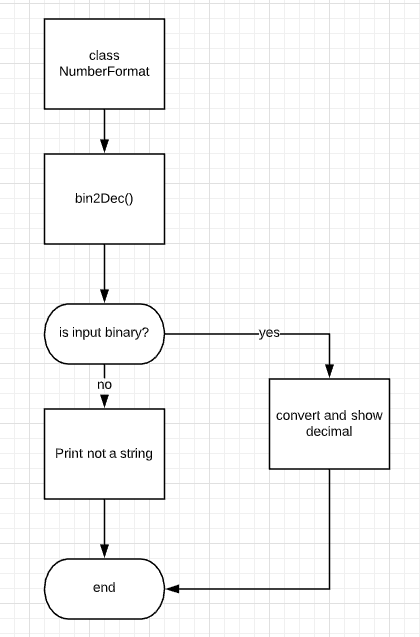 class
NumberFormat
bin2Dec()
is input binary?
yes
no
convert and show
decimal
Print not a string
end